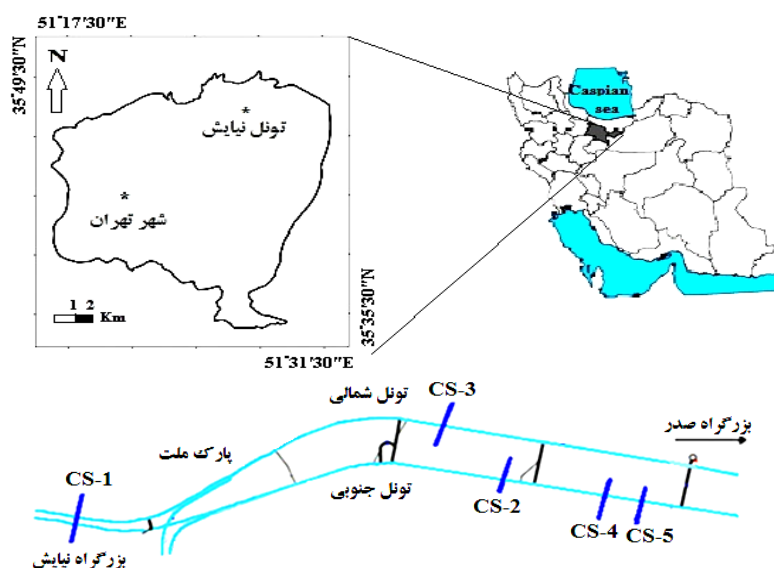 51°17'30"E
35°49'30"N
N
تونل نیایش
شهر تهران
1 2
Km
35°35'30"N
51°31'30"E
Caspian
sea
تونل شمالی
CS-3
بزرگراه صدر
پارک ملت
CS-1
تونل جنوبی
CS-2
CS-4
CS-5
بزرگراه نیایش